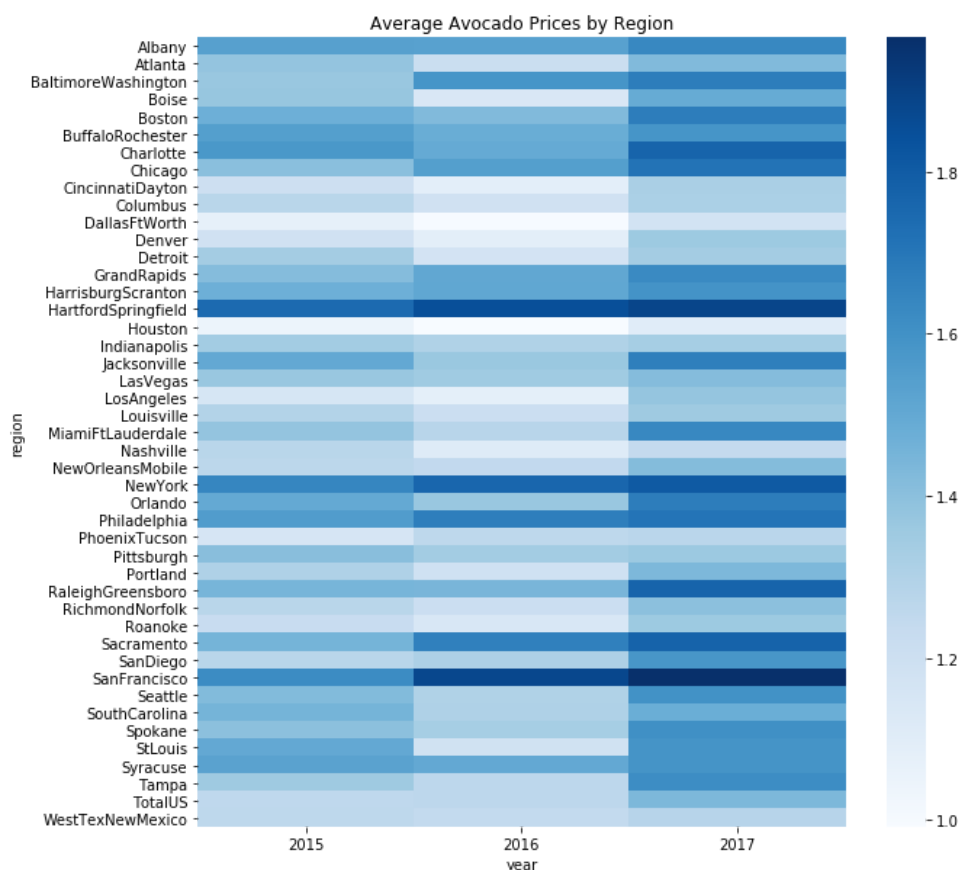 Average Avocado Prices by Region
Albany
Atlanta
BaltimoreWashington
Boise
Boston
BuffaloRochester
Charlotte
Chicago
CincinnatiDayton
Columbus
DallasFtWorth
Denver
Detroit
GrandRapids
HarrisburgScranton
HartfordSpringfield
Houston
Indianapolis
Jacksonville
LasVegas
LosAngeles
Louisville
MiamiFtLauderdale
Nashville
NewOrleansMobile
NewYork
Orlando
Philadelphia
PhoenixTucson
Pittsburgh
Portland
RaleighGreensboro
RichmondNorfolk
Roanoke
Sacramento
SanDiego
SanFrancisco
Seattle
SouthCarolina
Spokane
StLouis
Syracuse
Tampa
TotalUS
WestTexNewMexico
region
2015 2016 2017
year
1.8
1.6
1.4
1.2
1.0